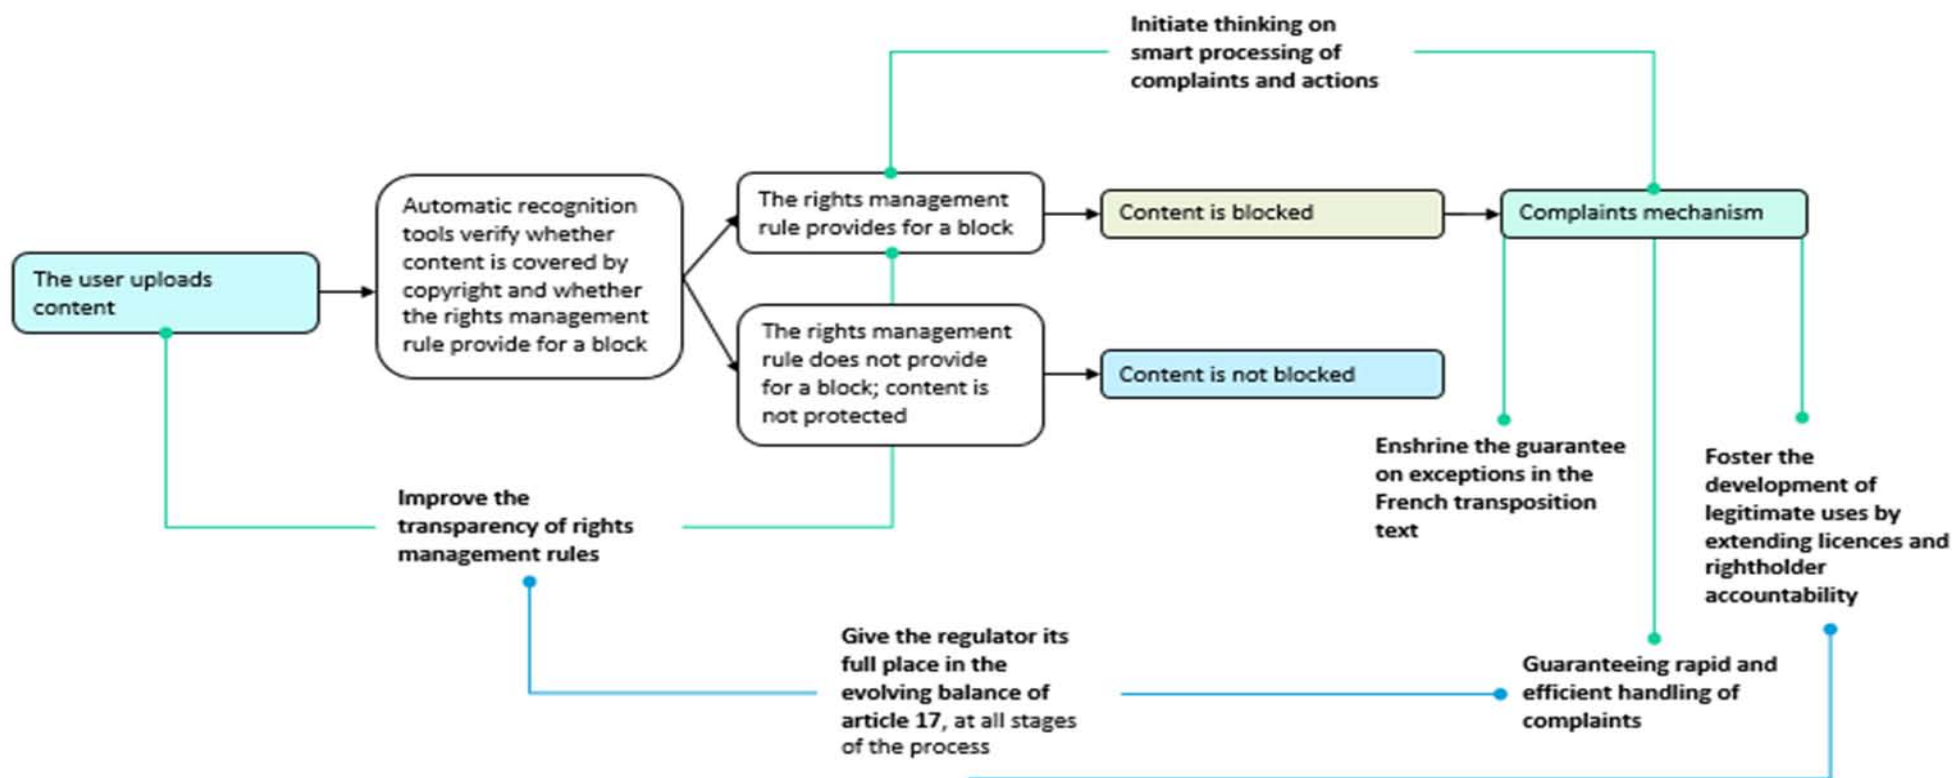 Initiate thinking on
smart processing of
complaints and actions
The user uploads
content
Automatic recognition
tools verify whether
content is covered by
copyright and whether
the rights management
rule provide for a block
The rights management
rule provides for a block
Content is blocked
Complaints mechanism
The rights management
rule does not provide
for a block; content is
not protected
Content is not blocked
Improve the
transparency of rights
management rules
Enshrine the guarantee
on exceptions in the
French transposition
text
Foster the
development of
legitimate uses by
extending licences and
rightholder
accountability
Give the regulator its
full place in the
evolving balance of
article 17, at all stages
of the process
Guaranteeing rapid and
efficient handling of
complaints